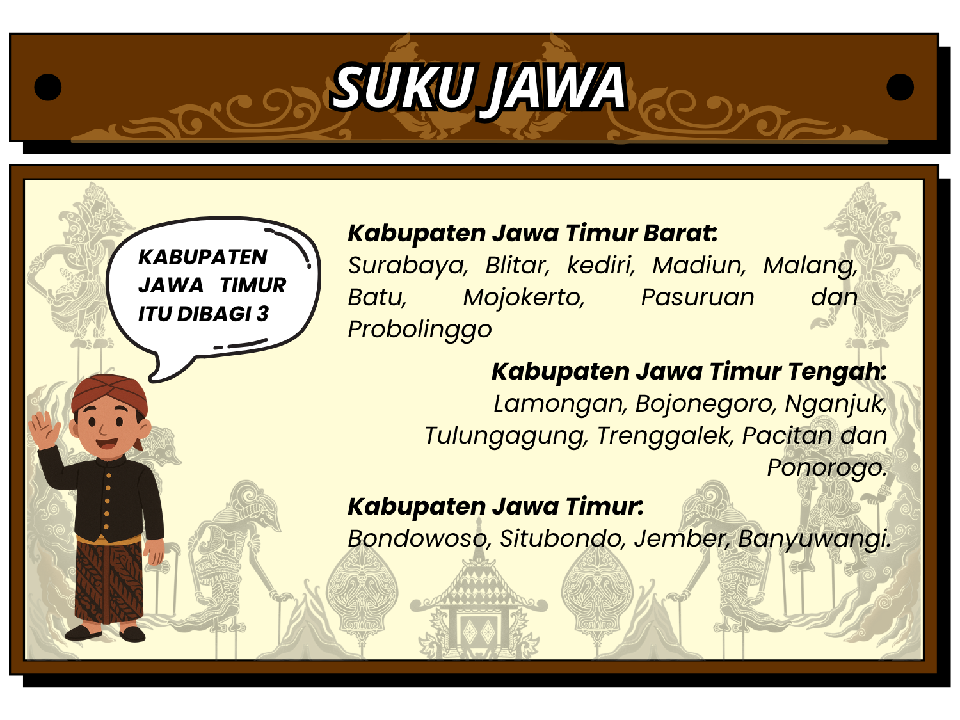 SUKU JAWA
KABUPATEN
JAWA TIMUR
ITU DIBAGI 3
Kabupaten Jawa Timur Barat:
Surabaya, Blitar, kediri, Madiun, Malang,
Batu, Mojokerto, Pasuruan dan
Probolinggo
Kabupaten Jawa Timur Tengah:
Lamongan, Bojonegoro, Nganjuk,
Tulungagung, Trenggalek, Pacitan dan
Ponorogo.
Kabupaten Jawa Timur:
Bondowoso, Situbondo, Jember, Banyuwangi.